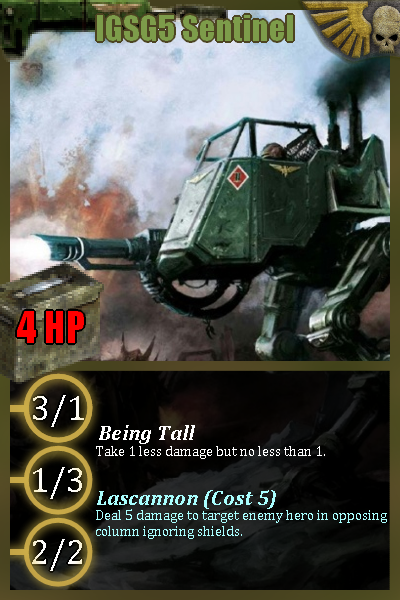 IGSG5 Sentinel
4 HP
3/1
Being Tall
Take 1 less damage but no less than 1.
1/3
Lascannon (Cost 5)
Deal 5 damage to target enemy hero in opposing
column ignoring shields.
2/2